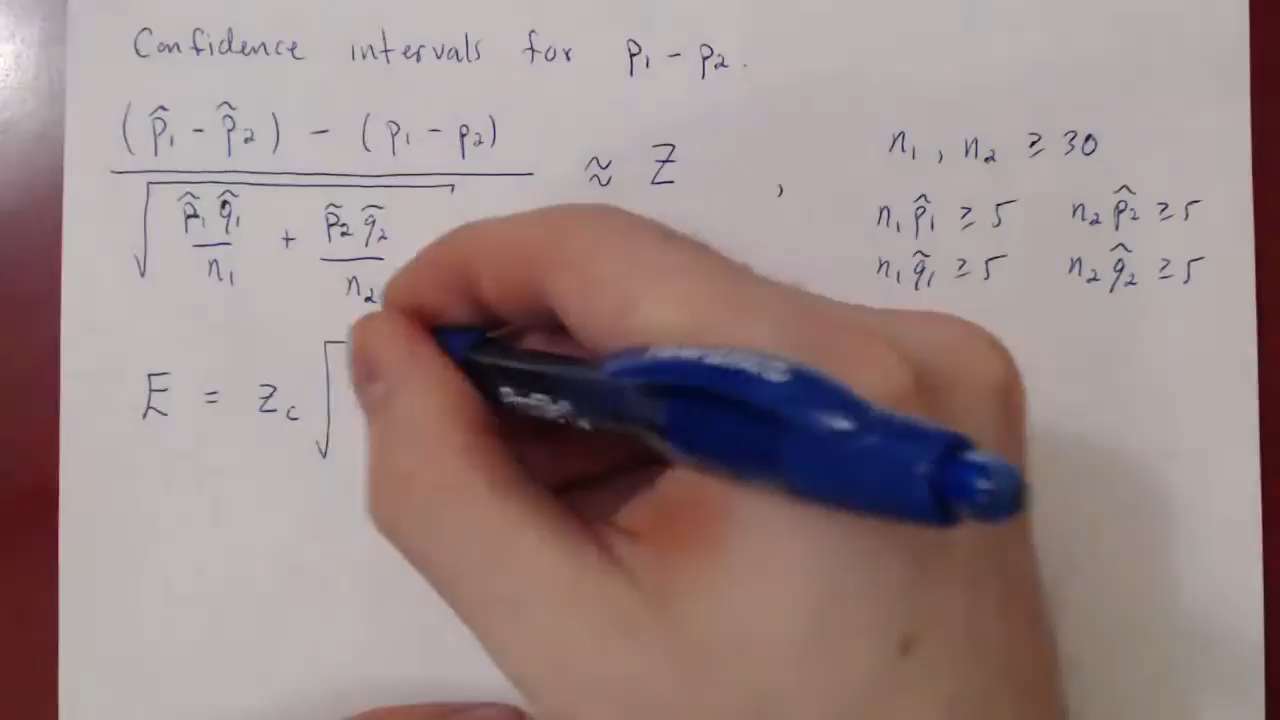 Confidence intervals for p₁ - p₂.
(p̂₁ - p̂₂) - (p₁ - p₂)
√ p̂₁q̂₁/n₁ + p̂₂q̂₂/n₂ ≈ Z ,
n₁, n₂ ≥ 30
n₁p̂₁ ≥ 5 n₂p̂₂ ≥ 5
n₁q̂₁ ≥ 5 n₂q̂₂ ≥ 5
E = z꜀ √